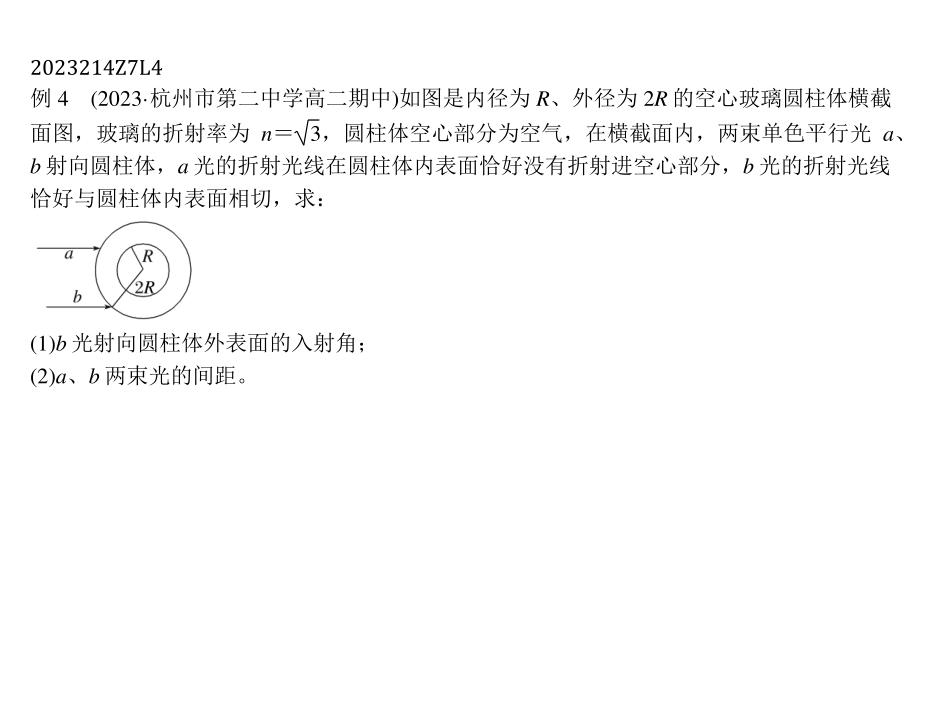 2023214Z7L4
例 4　(2023·杭州市第二中学高二期中)如图是内径为 R、外径为 2R 的空心玻璃圆柱体横截
面图，玻璃的折射率为 n＝√3，圆柱体空心部分为空气，在横截面内，两束单色平行光 a、
b 射向圆柱体，a 光的折射光线在圆柱体内表面恰好没有折射进空心部分，b 光的折射光线
恰好与圆柱体内表面相切，求：
a
R
b
2R
(1)b 光射向圆柱体外表面的入射角；
(2)a、b 两束光的间距。